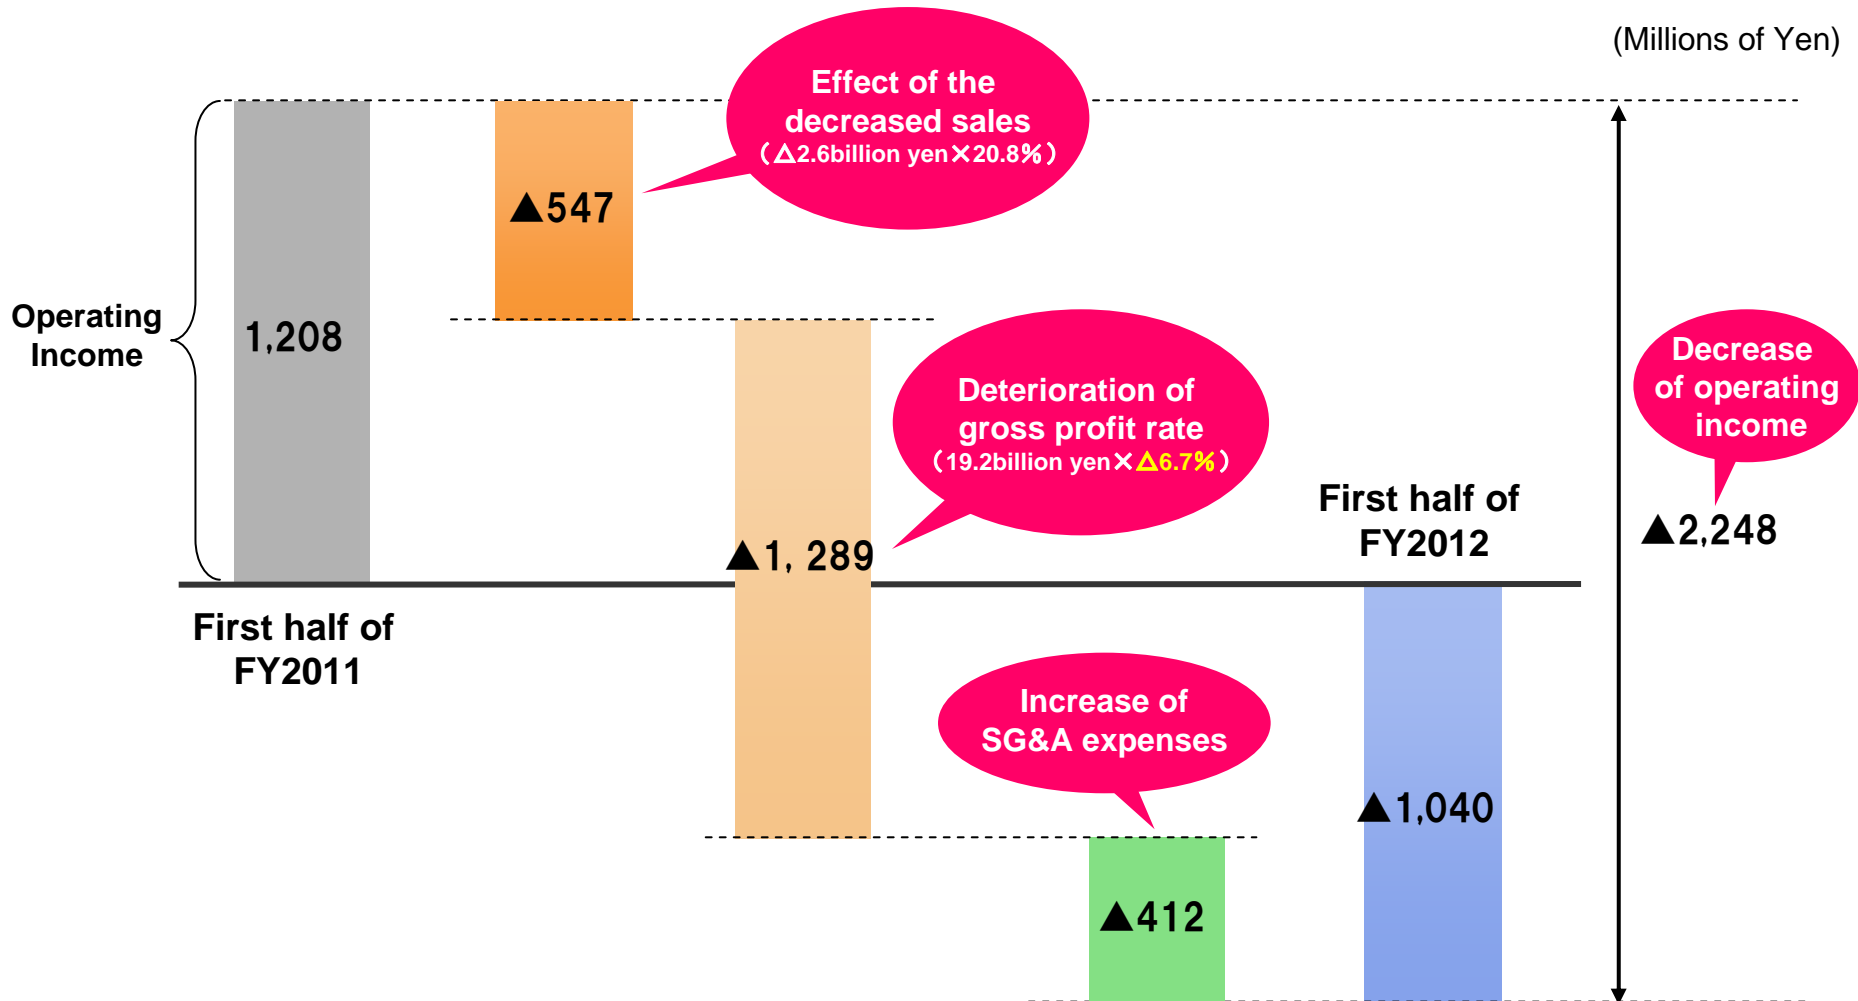 (Millions of Yen)
Effect of the
decreased sales
(△2.6billion yen×20.8%)
▲547
Operating
Income
1,208
Deterioration of
gross profit rate
(19.2billion yen×△6.7%)
Decrease
of operating
income
First half of
FY2012
▲2,248
▲1, 289
First half of
FY2011
Increase of
SG&A expenses
▲1,040
▲412